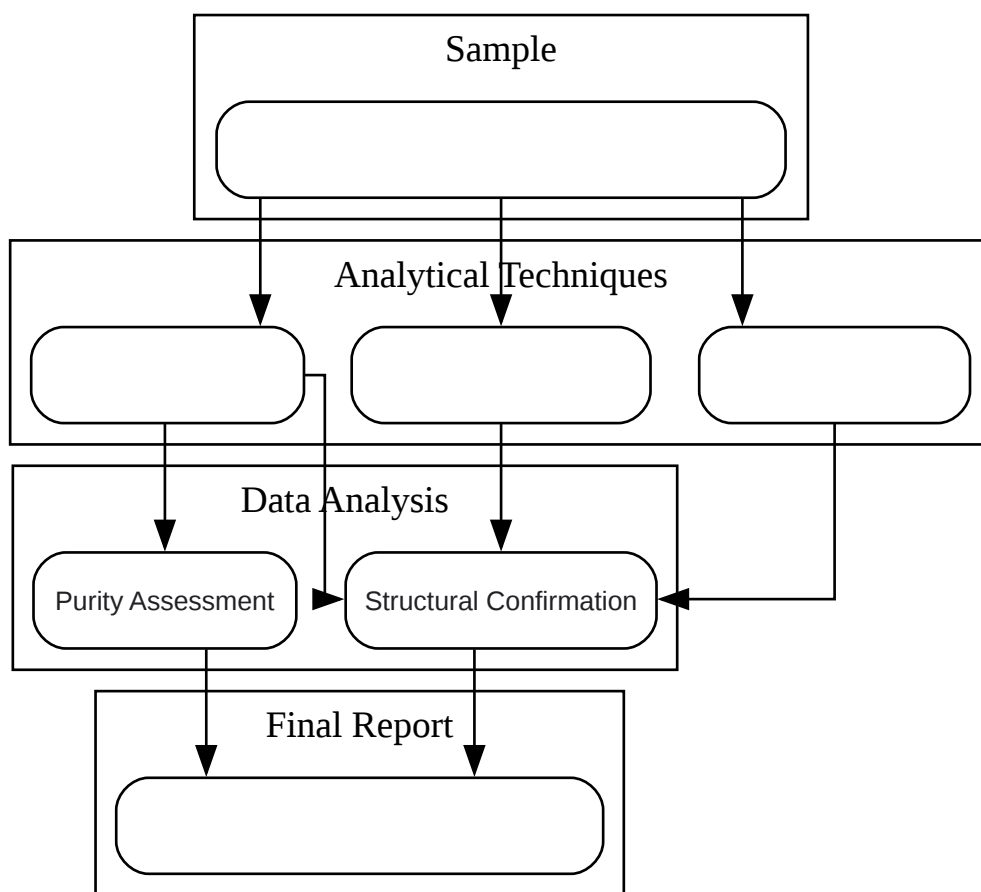 Sample
Analytical Techniques
Data Analysis
Purity Assessment
Structural Confirmation
Final Report